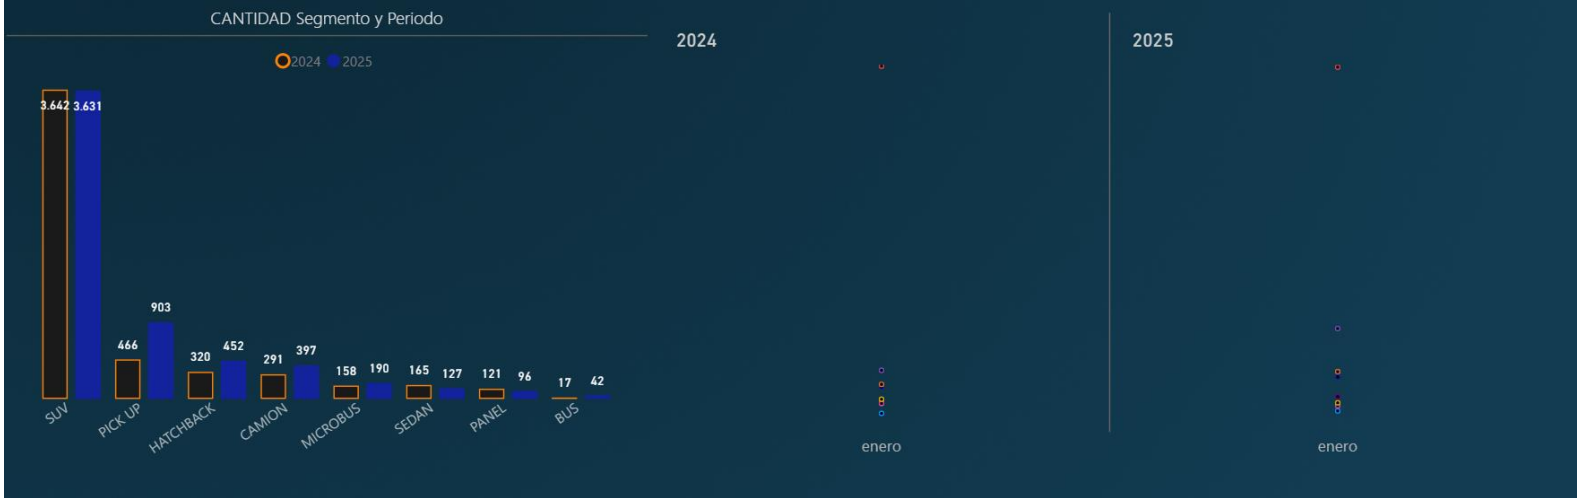 CANTIDAD Segmento y Periodo
2024 2025
3.642 3.631
466 903
320 452
291 397
158 190
165 127
121 96
17 42
SUV
PICK UP
HATCHBACK
CAMION
MICROBUS
SEDAN
PANEL
BUS
2024
enero
2025
enero